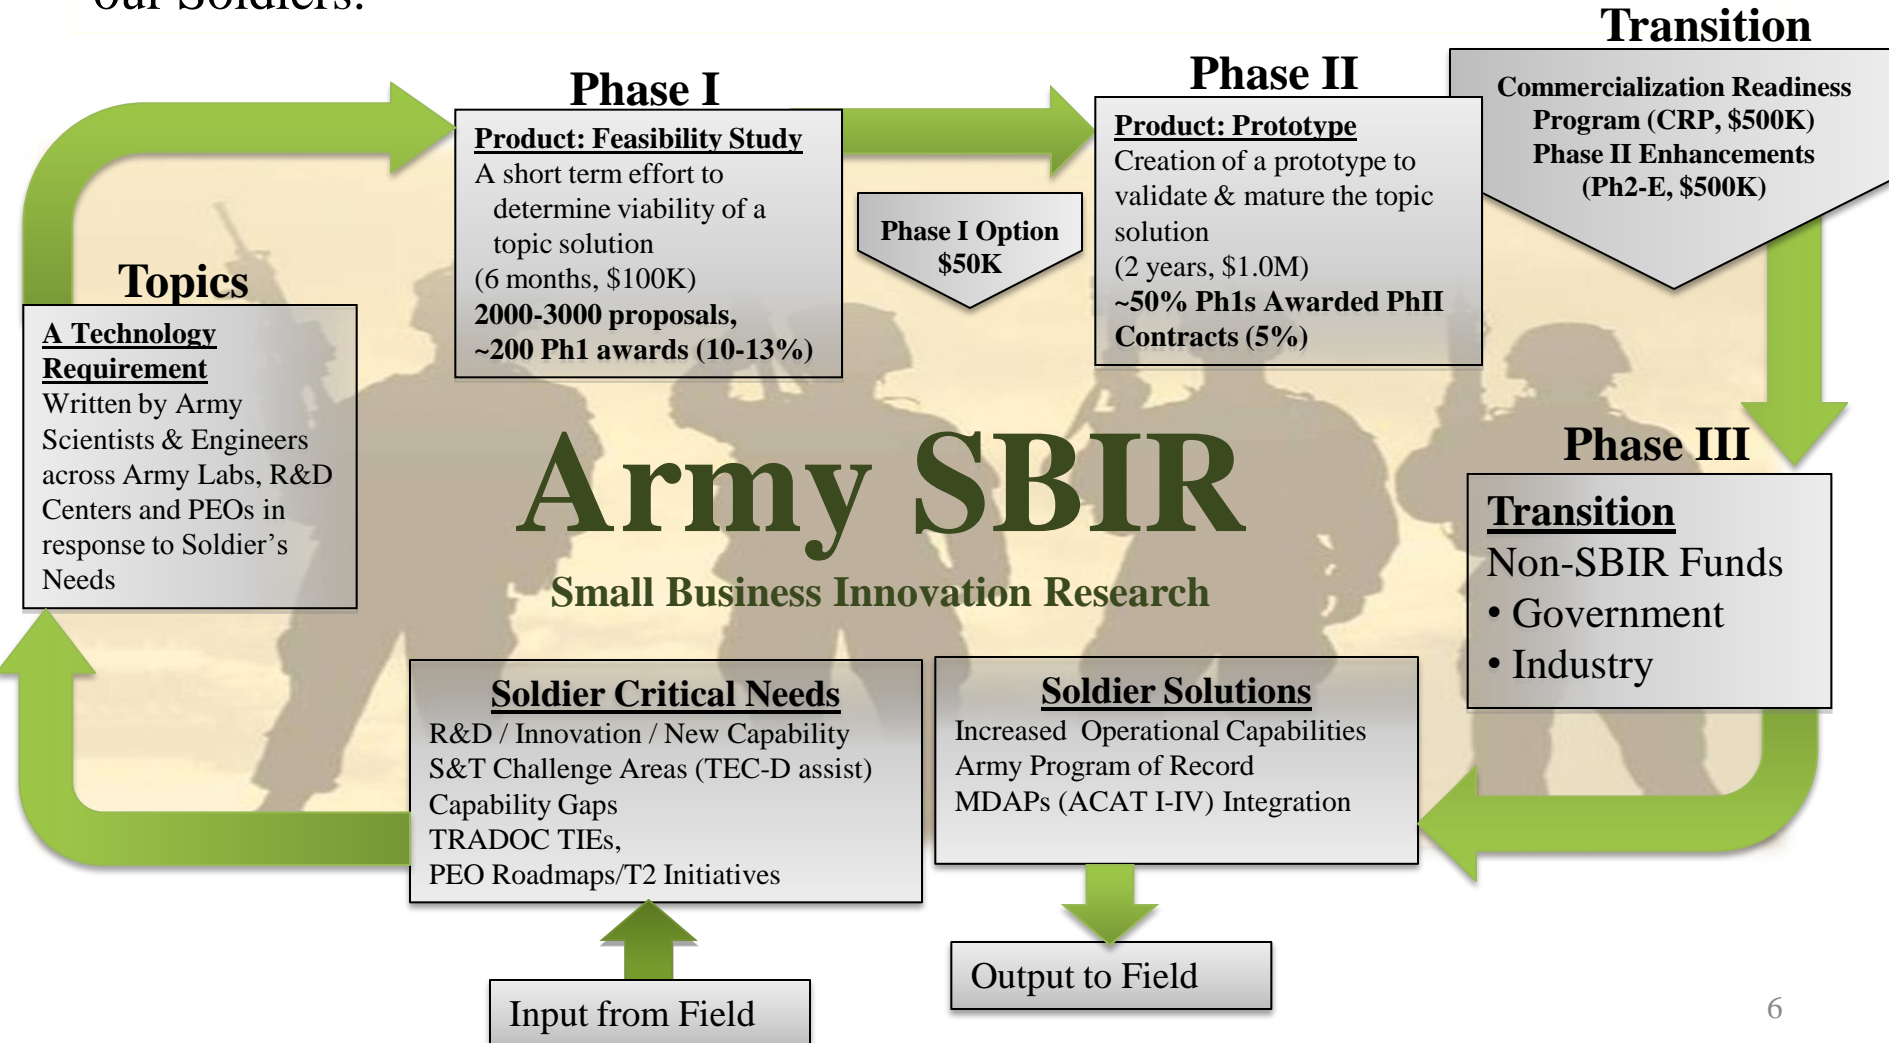 our Soldiers.
Transition
Phase I
Phase II
Commercialization Readiness
Program (CRP, $500K)
Phase II Enhancements
(Ph2-E, $500K)
Product: Feasibility Study
A short term effort to
determine viability of a
topic solution
(6 months, $100K)
2000-3000 proposals,
~200 Ph1 awards (10-13%)
Phase I Option
$50K
Product: Prototype
Creation of a prototype to
validate & mature the topic
solution
(2 years, $1.0M)
~50% Ph1s Awarded PhII
Contracts (5%)
Topics
A Technology
Requirement
Written by Army
Scientists & Engineers
across Army Labs, R&D
Centers and PEOs in
response to Soldier's
Needs
Army SBIR
Small Business Innovation Research
Phase III
Transition
Non-SBIR Funds
• Government
• Industry
Soldier Critical Needs
R&D / Innovation / New Capability
S&T Challenge Areas (TEC-D assist)
Capability Gaps
TRADOC TIEs,
PEO Roadmaps/T2 Initiatives
Soldier Solutions
Increased Operational Capabilities
Army Program of Record
MDAPs (ACAT I-IV) Integration
Input from Field
Output to Field
6